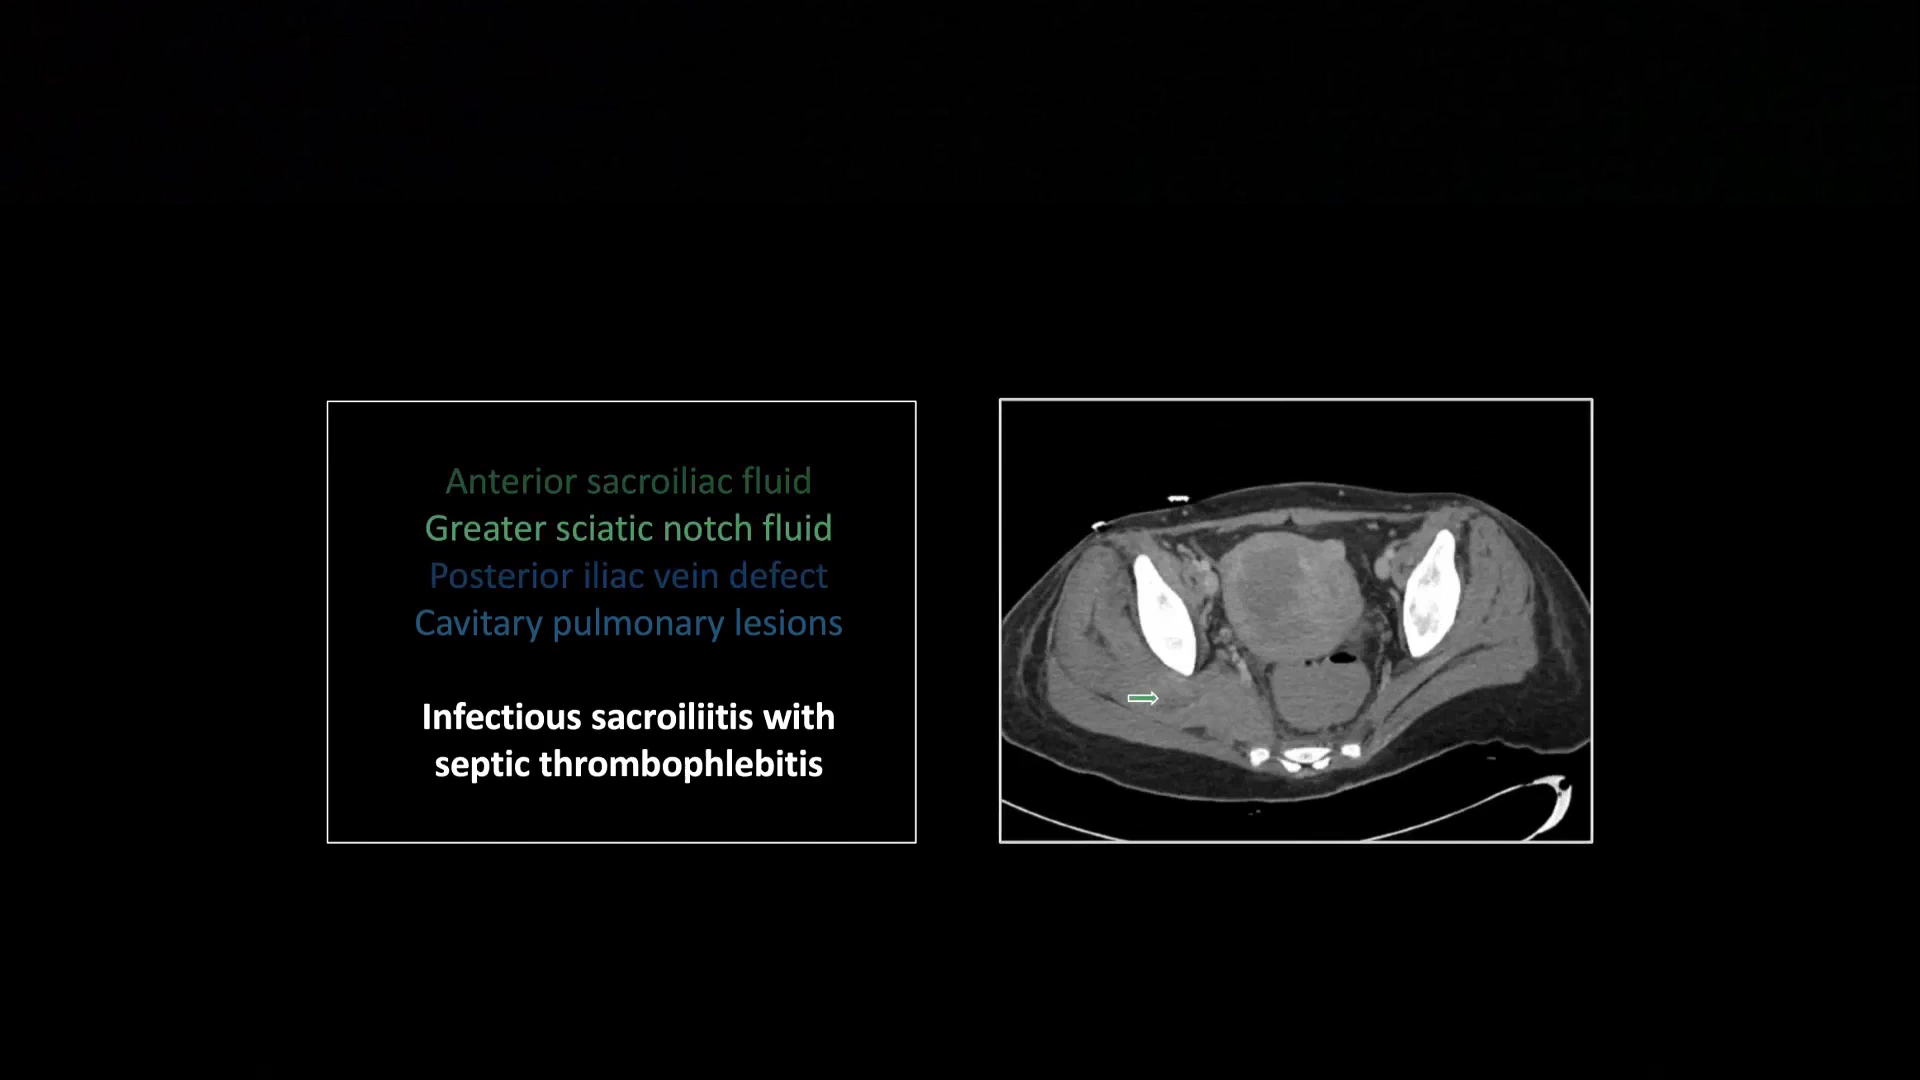 Anterior sacroiliac fluid
Greater sciatic notch fluid
Posterior iliac vein defect
Cavitary pulmonary lesions
Infectious sacroiliitis with
septic thrombophlebitis